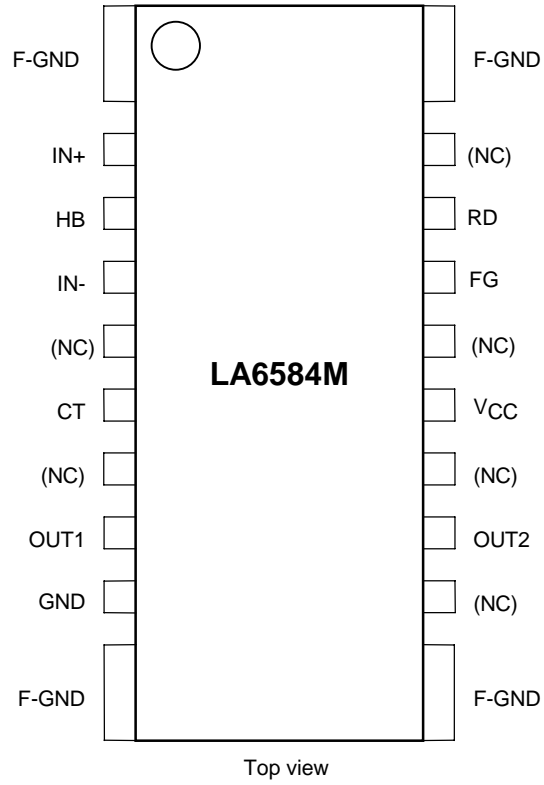 F-GND F-GND
IN+ (NC)
HB RD
IN- FG
(NC) (NC)
LA6584M
CT VCC
(NC) (NC)
OUT1 OUT2
GND (NC)
F-GND F-GND
Top view